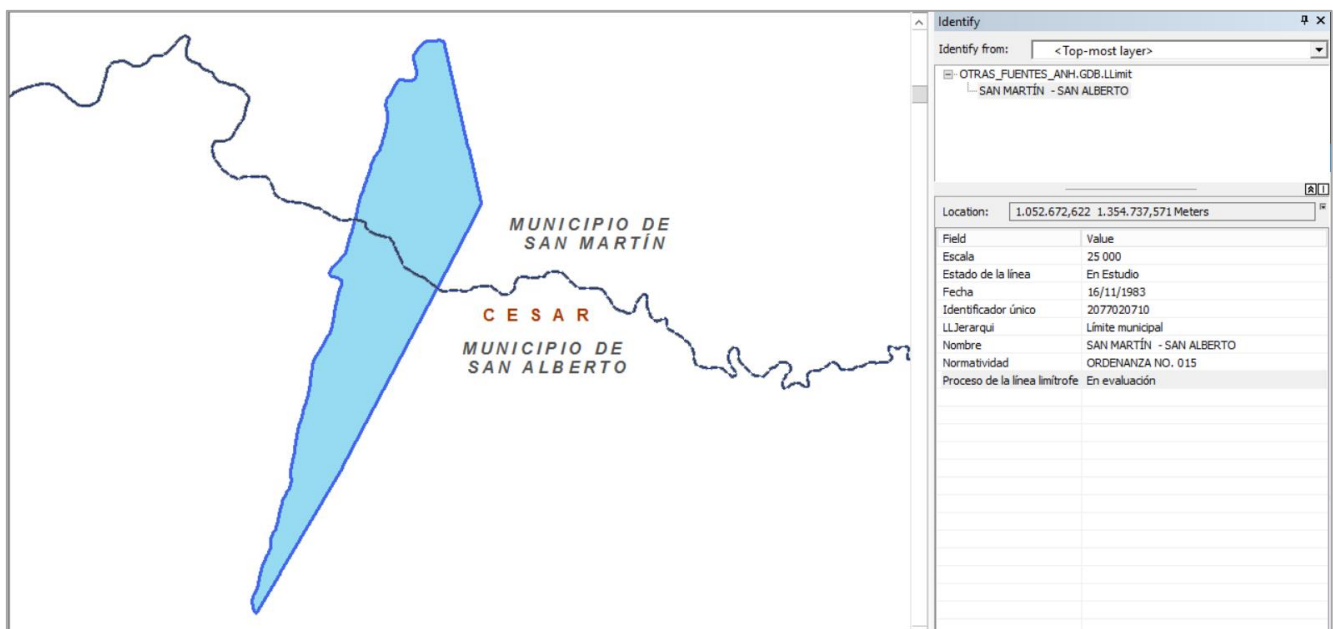 MUNICIPIO DE
SAN MARTÍN
CESAR
MUNICIPIO DE
SAN ALBERTO
Identify
Identify from: <Top-most layer>
OTRAS_FUENTES_ANH.GDB.LLimit
SAN MARTÍN - SAN ALBERTO
Location: 1.052.672,622 1.354.737,571 Meters
Field Value
Escala 25 000
Estado de la línea En Estudio
Fecha 16/11/1983
Identificador único 2077020710
LLJerarqui Límite municipal
Nombre SAN MARTÍN - SAN ALBERTO
Normatividad ORDENANZA NO. 015
Proceso de la línea limítrofe En evaluación